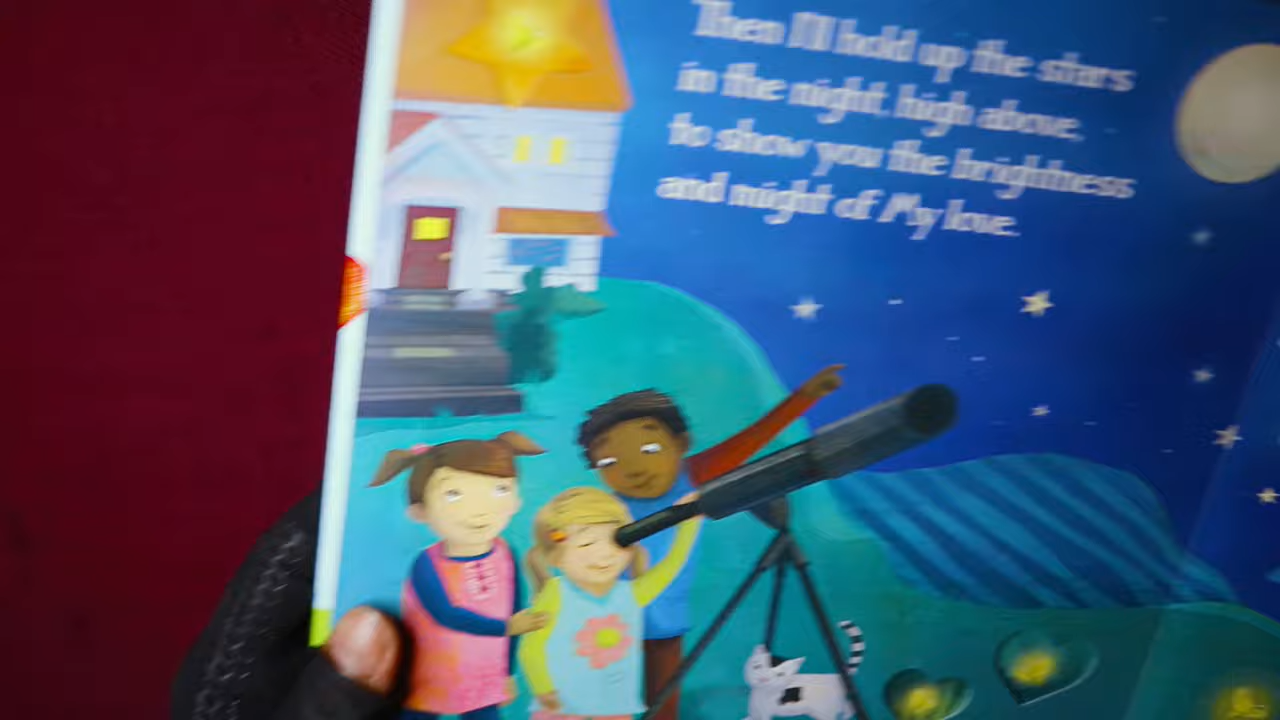 Then I'll hold up the stars
in the night, high above,
to show you the brightness
and might of My love.